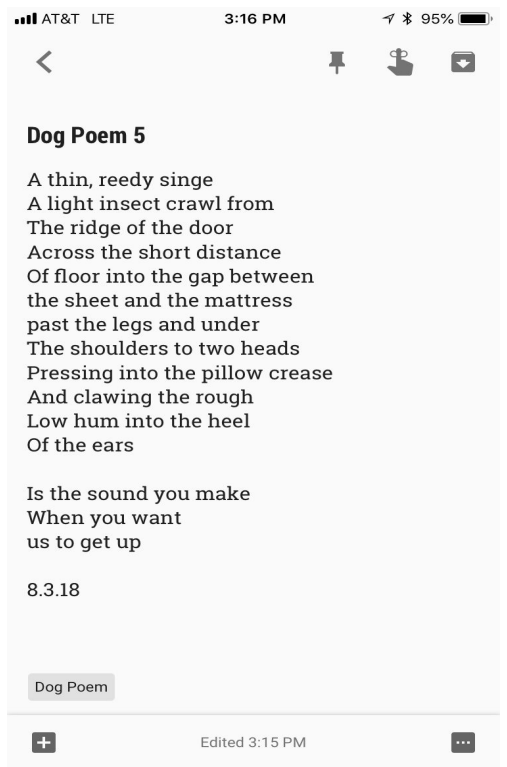 AT&T LTE 3:16 PM 95%
Dog Poem 5
A thin, reedy singe
A light insect crawl from
The ridge of the door
Across the short distance
Of floor into the gap between
the sheet and the mattress
past the legs and under
The shoulders to two heads
Pressing into the pillow crease
And clawing the rough
Low hum into the heel
Of the ears

Is the sound you make
When you want
us to get up

8.3.18

Dog Poem
Edited 3:15 PM